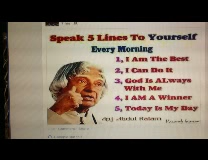 Speak 5 Lines To Yourself
Every Morning
1, I Am The Best
2, I Can Do It
3, God Is ALways
With Me
4, I AM A Winner
5, Today Is My Day
Apj Abdul Kalam